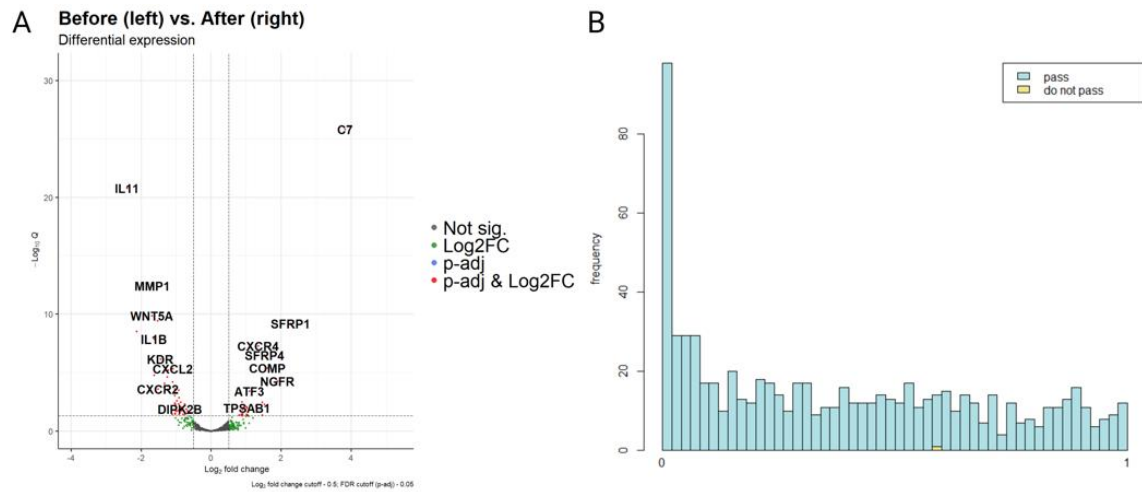 A
Before (left) vs. After (right)
Differential expression
30
20
10
0
−Log10 Q
C7
IL11
MMP1
WNT5A
IL1B
KDR
CXCL2
CXCR2
DIPK2B
SFRP1
CXCR4
SFRP4
COMP
NGFR
ATF3
TPSAB1
-4
-2
0
2
4
Log2 fold change
Log2 fold change cutoff - 0.5; FDR cutoff (p-adj) - 0.05
Not sig.
Log2FC
p-adj
p-adj & Log2FC
B
pass
do not pass
frequency
80
60
40
20
0
0
1